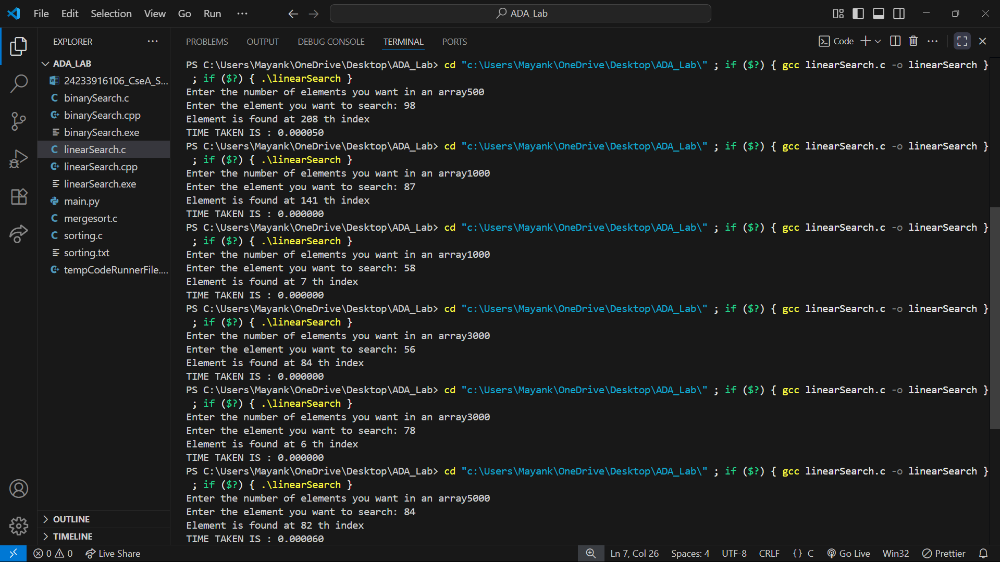 File Edit Selection View Go Run ... ADA_Lab
EXPLORER ...
ADA_LAB
24233916106_CseA_S...
C binarySearch.c
binarySearch.cpp
binarySearch.exe
C linearSearch.c
linearSearch.cpp
linearSearch.exe
main.py
C mergesort.c
C sorting.c
sorting.txt
tempCodeRunnerFile....
OUTLINE
TIMELINE
PROBLEMS OUTPUT DEBUG CONSOLE TERMINAL PORTS Code
PS C:\Users\Mayank\OneDrive\Desktop\ADA_Lab> cd "c:\Users\Mayank\OneDrive\Desktop\ADA_Lab\" ; if ($?) { gcc linearSearch.c -o linearSearch }
 ; if ($?) { .\linearSearch }
Enter the number of elements you want in an array500
Enter the element you want to search: 98
Element is found at 208 th index
TIME TAKEN IS : 0.000050
PS C:\Users\Mayank\OneDrive\Desktop\ADA_Lab> cd "c:\Users\Mayank\OneDrive\Desktop\ADA_Lab\" ; if ($?) { gcc linearSearch.c -o linearSearch }
 ; if ($?) { .\linearSearch }
Enter the number of elements you want in an array1000
Enter the element you want to search: 87
Element is found at 141 th index
TIME TAKEN IS : 0.000000
PS C:\Users\Mayank\OneDrive\Desktop\ADA_Lab> cd "c:\Users\Mayank\OneDrive\Desktop\ADA_Lab\" ; if ($?) { gcc linearSearch.c -o linearSearch }
 ; if ($?) { .\linearSearch }
Enter the number of elements you want in an array1000
Enter the element you want to search: 58
Element is found at 7 th index
TIME TAKEN IS : 0.000000
PS C:\Users\Mayank\OneDrive\Desktop\ADA_Lab> cd "c:\Users\Mayank\OneDrive\Desktop\ADA_Lab\" ; if ($?) { gcc linearSearch.c -o linearSearch }
 ; if ($?) { .\linearSearch }
Enter the number of elements you want in an array3000
Enter the element you want to search: 56
Element is found at 84 th index
TIME TAKEN IS : 0.000000
PS C:\Users\Mayank\OneDrive\Desktop\ADA_Lab> cd "c:\Users\Mayank\OneDrive\Desktop\ADA_Lab\" ; if ($?) { gcc linearSearch.c -o linearSearch }
 ; if ($?) { .\linearSearch }
Enter the number of elements you want in an array3000
Enter the element you want to search: 78
Element is found at 6 th index
TIME TAKEN IS : 0.000000
PS C:\Users\Mayank\OneDrive\Desktop\ADA_Lab> cd "c:\Users\Mayank\OneDrive\Desktop\ADA_Lab\" ; if ($?) { gcc linearSearch.c -o linearSearch }
 ; if ($?) { .\linearSearch }
Enter the number of elements you want in an array5000
Enter the element you want to search: 84
Element is found at 82 th index
TIME TAKEN IS : 0.000060
0 0 Live Share Ln 7, Col 26 Spaces: 4 UTF-8 CRLF {} C Go Live Win32 Prettier